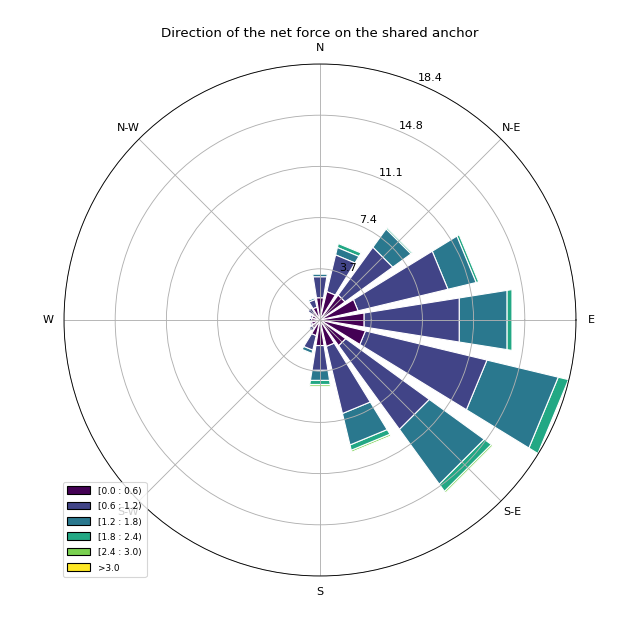 Direction of the net force on the shared anchor
N
18.4
N-W
N-E
14.8
11.1
7.4
3.7
W
E
[0.0 : 0.6)
[0.6 : 1.2)
[1.2 : 1.8)
[1.8 : 2.4)
[2.4 : 3.0)
>3.0
S-W
S-E
S